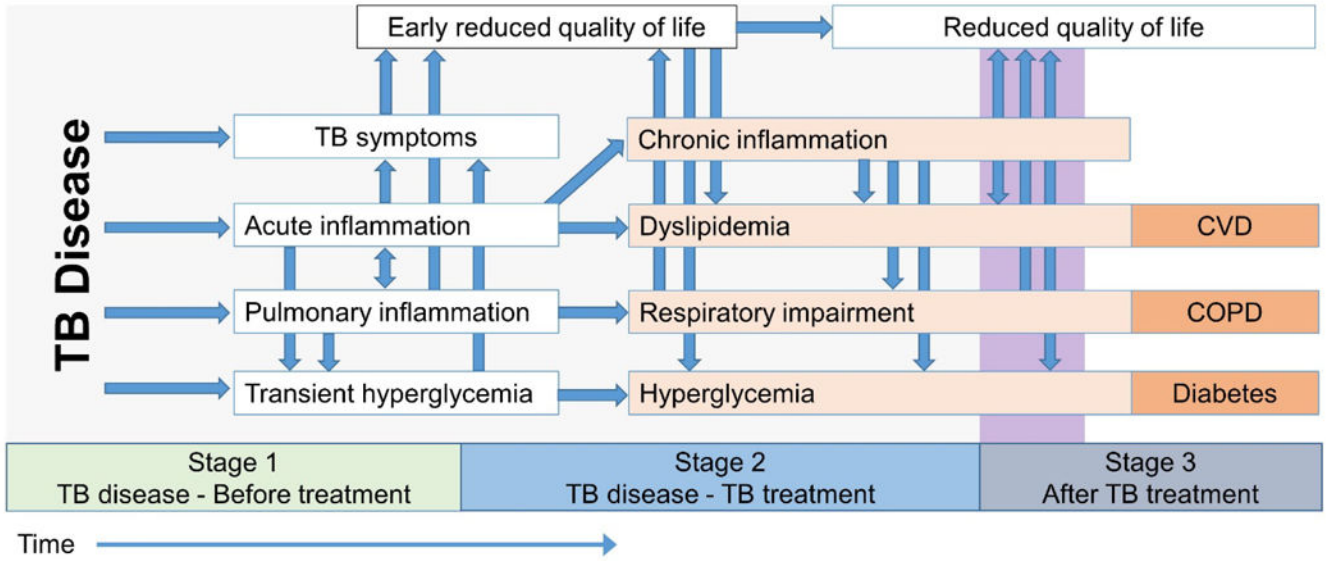 Early reduced quality of life
Reduced quality of life
TB Disease
TB symptoms
Chronic inflammation
Acute inflammation
Dyslipidemia
CVD
Pulmonary inflammation
Respiratory impairment
COPD
Transient hyperglycemia
Hyperglycemia
Diabetes
Stage 1
TB disease - Before treatment
Stage 2
TB disease - TB treatment
Stage 3
After TB treatment
Time